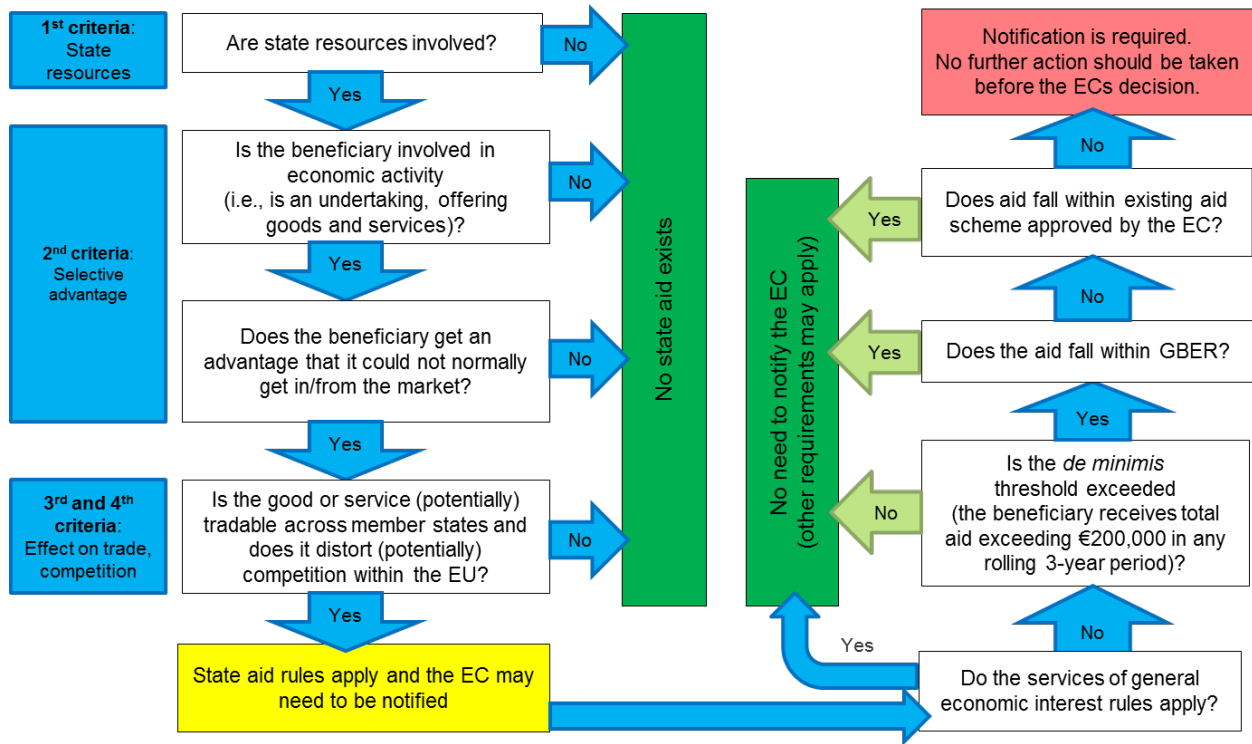 1st criteria:
State
resources
Are state resources involved?
No
Yes
2nd criteria:
Selective
advantage
Is the beneficiary involved in
economic activity
(i.e., is an undertaking, offering
goods and services)?
No
Yes
Does the beneficiary get an
advantage that it could not normally
get in/from the market?
No
Yes
3rd and 4th
criteria:
Effect on trade,
competition
Is the good or service (potentially)
tradable across member states and
does it distort (potentially)
competition within the EU?
No
Yes
State aid rules apply and the EC may
need to be notified
No state aid exists
No need to notify the EC
(other requirements may apply)
Notification is required.
No further action should be taken
before the ECs decision.
No
Does aid fall within existing aid
scheme approved by the EC?
Yes
No
Does the aid fall within GBER?
Yes
Yes
Is the de minimis
threshold exceeded
(the beneficiary receives total
aid exceeding €200,000 in any
rolling 3-year period)?
No
No
Yes
Do the services of general
economic interest rules apply?